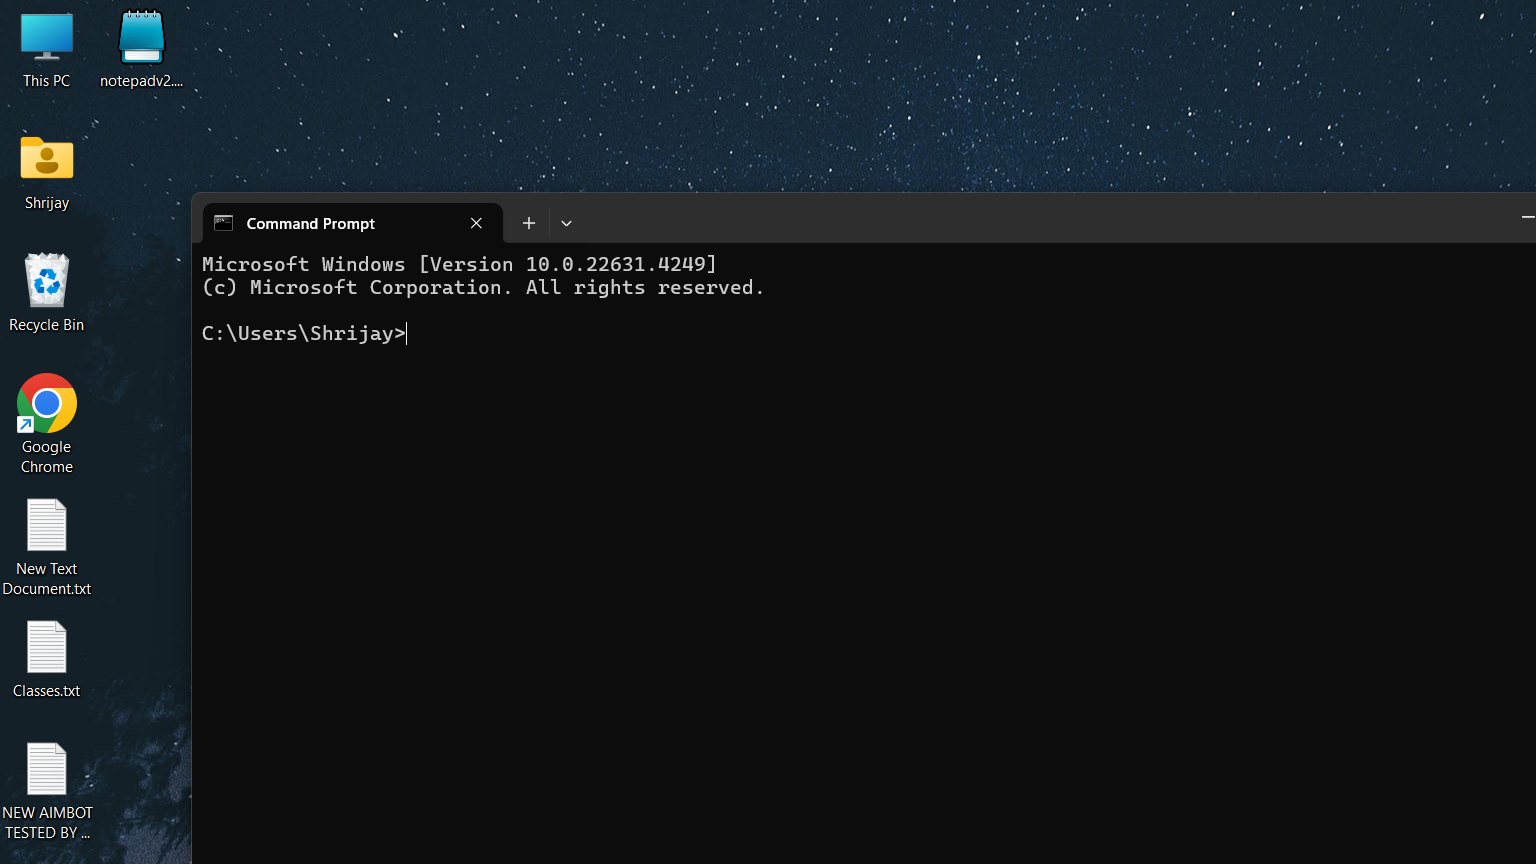 This PC
notepadv2....
Shrijay
Recycle Bin
Google
Chrome
New Text
Document.txt
Classes.txt
NEW AIMBOT
TESTED BY ...
Command Prompt
Microsoft Windows [Version 10.0.22631.4249]
(c) Microsoft Corporation. All rights reserved.
C:\Users\Shrijay>